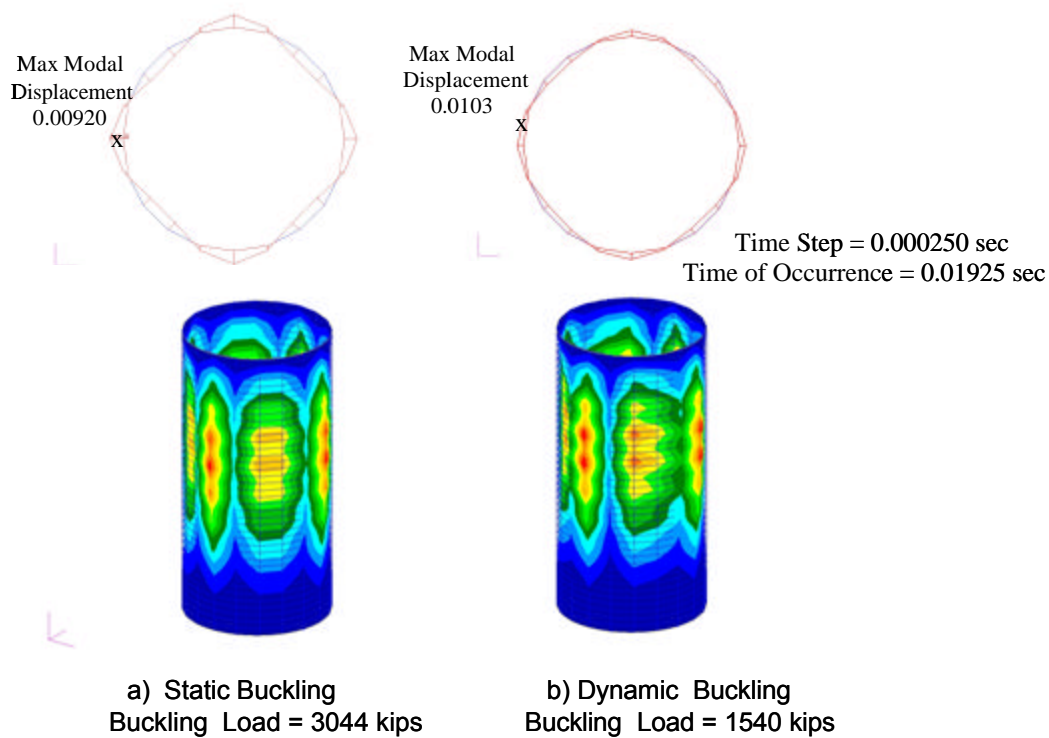 Max Modal
Displacement
0.00920
x
Max Modal
Displacement
0.0103
x
Time Step = 0.000250 sec
Time of Occurrence = 0.01925 sec
a) Static Buckling
Buckling Load = 3044 kips
b) Dynamic Buckling
Buckling Load = 1540 kips